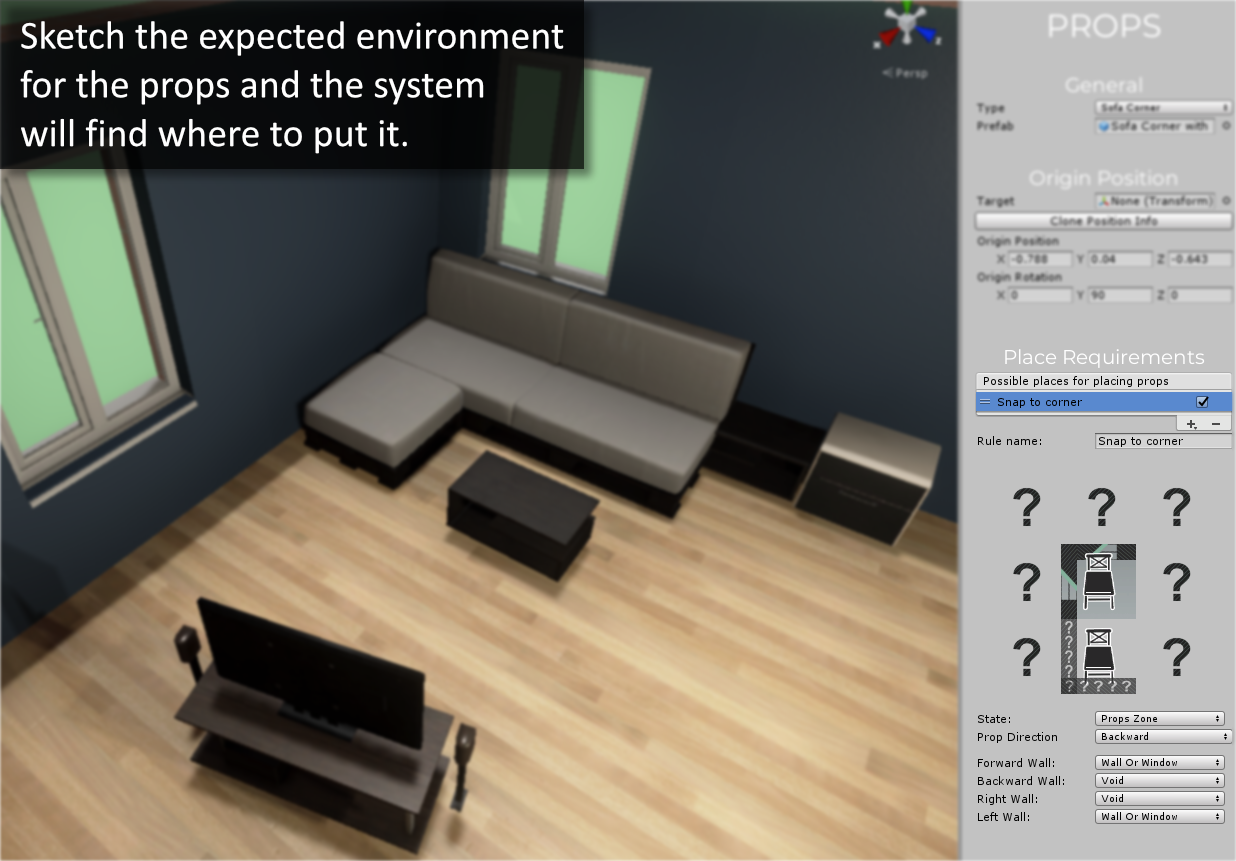 Sketch the expected environment
for the props and the system
will find where to put it.
< Persp
PROPS
General
Type Sofa Corner
Prefab Sofa Corner with
Origin Position
Target None (Transform)
Clone Position Info
Origin Position
X -0.788 Y 0.04 Z -0.643
Origin Rotation
X 0 Y 90 Z 0
Place Requirements
Possible places for placing props
Snap to corner
Rule name: Snap to corner
? ? ?
? ?
?
?
?
?
? ?
? ? ? ? ?
State: Props Zone
Prop Direction Backward
Forward Wall: Wall Or Window
Backward Wall: Void
Right Wall: Void
Left Wall: Wall Or Window